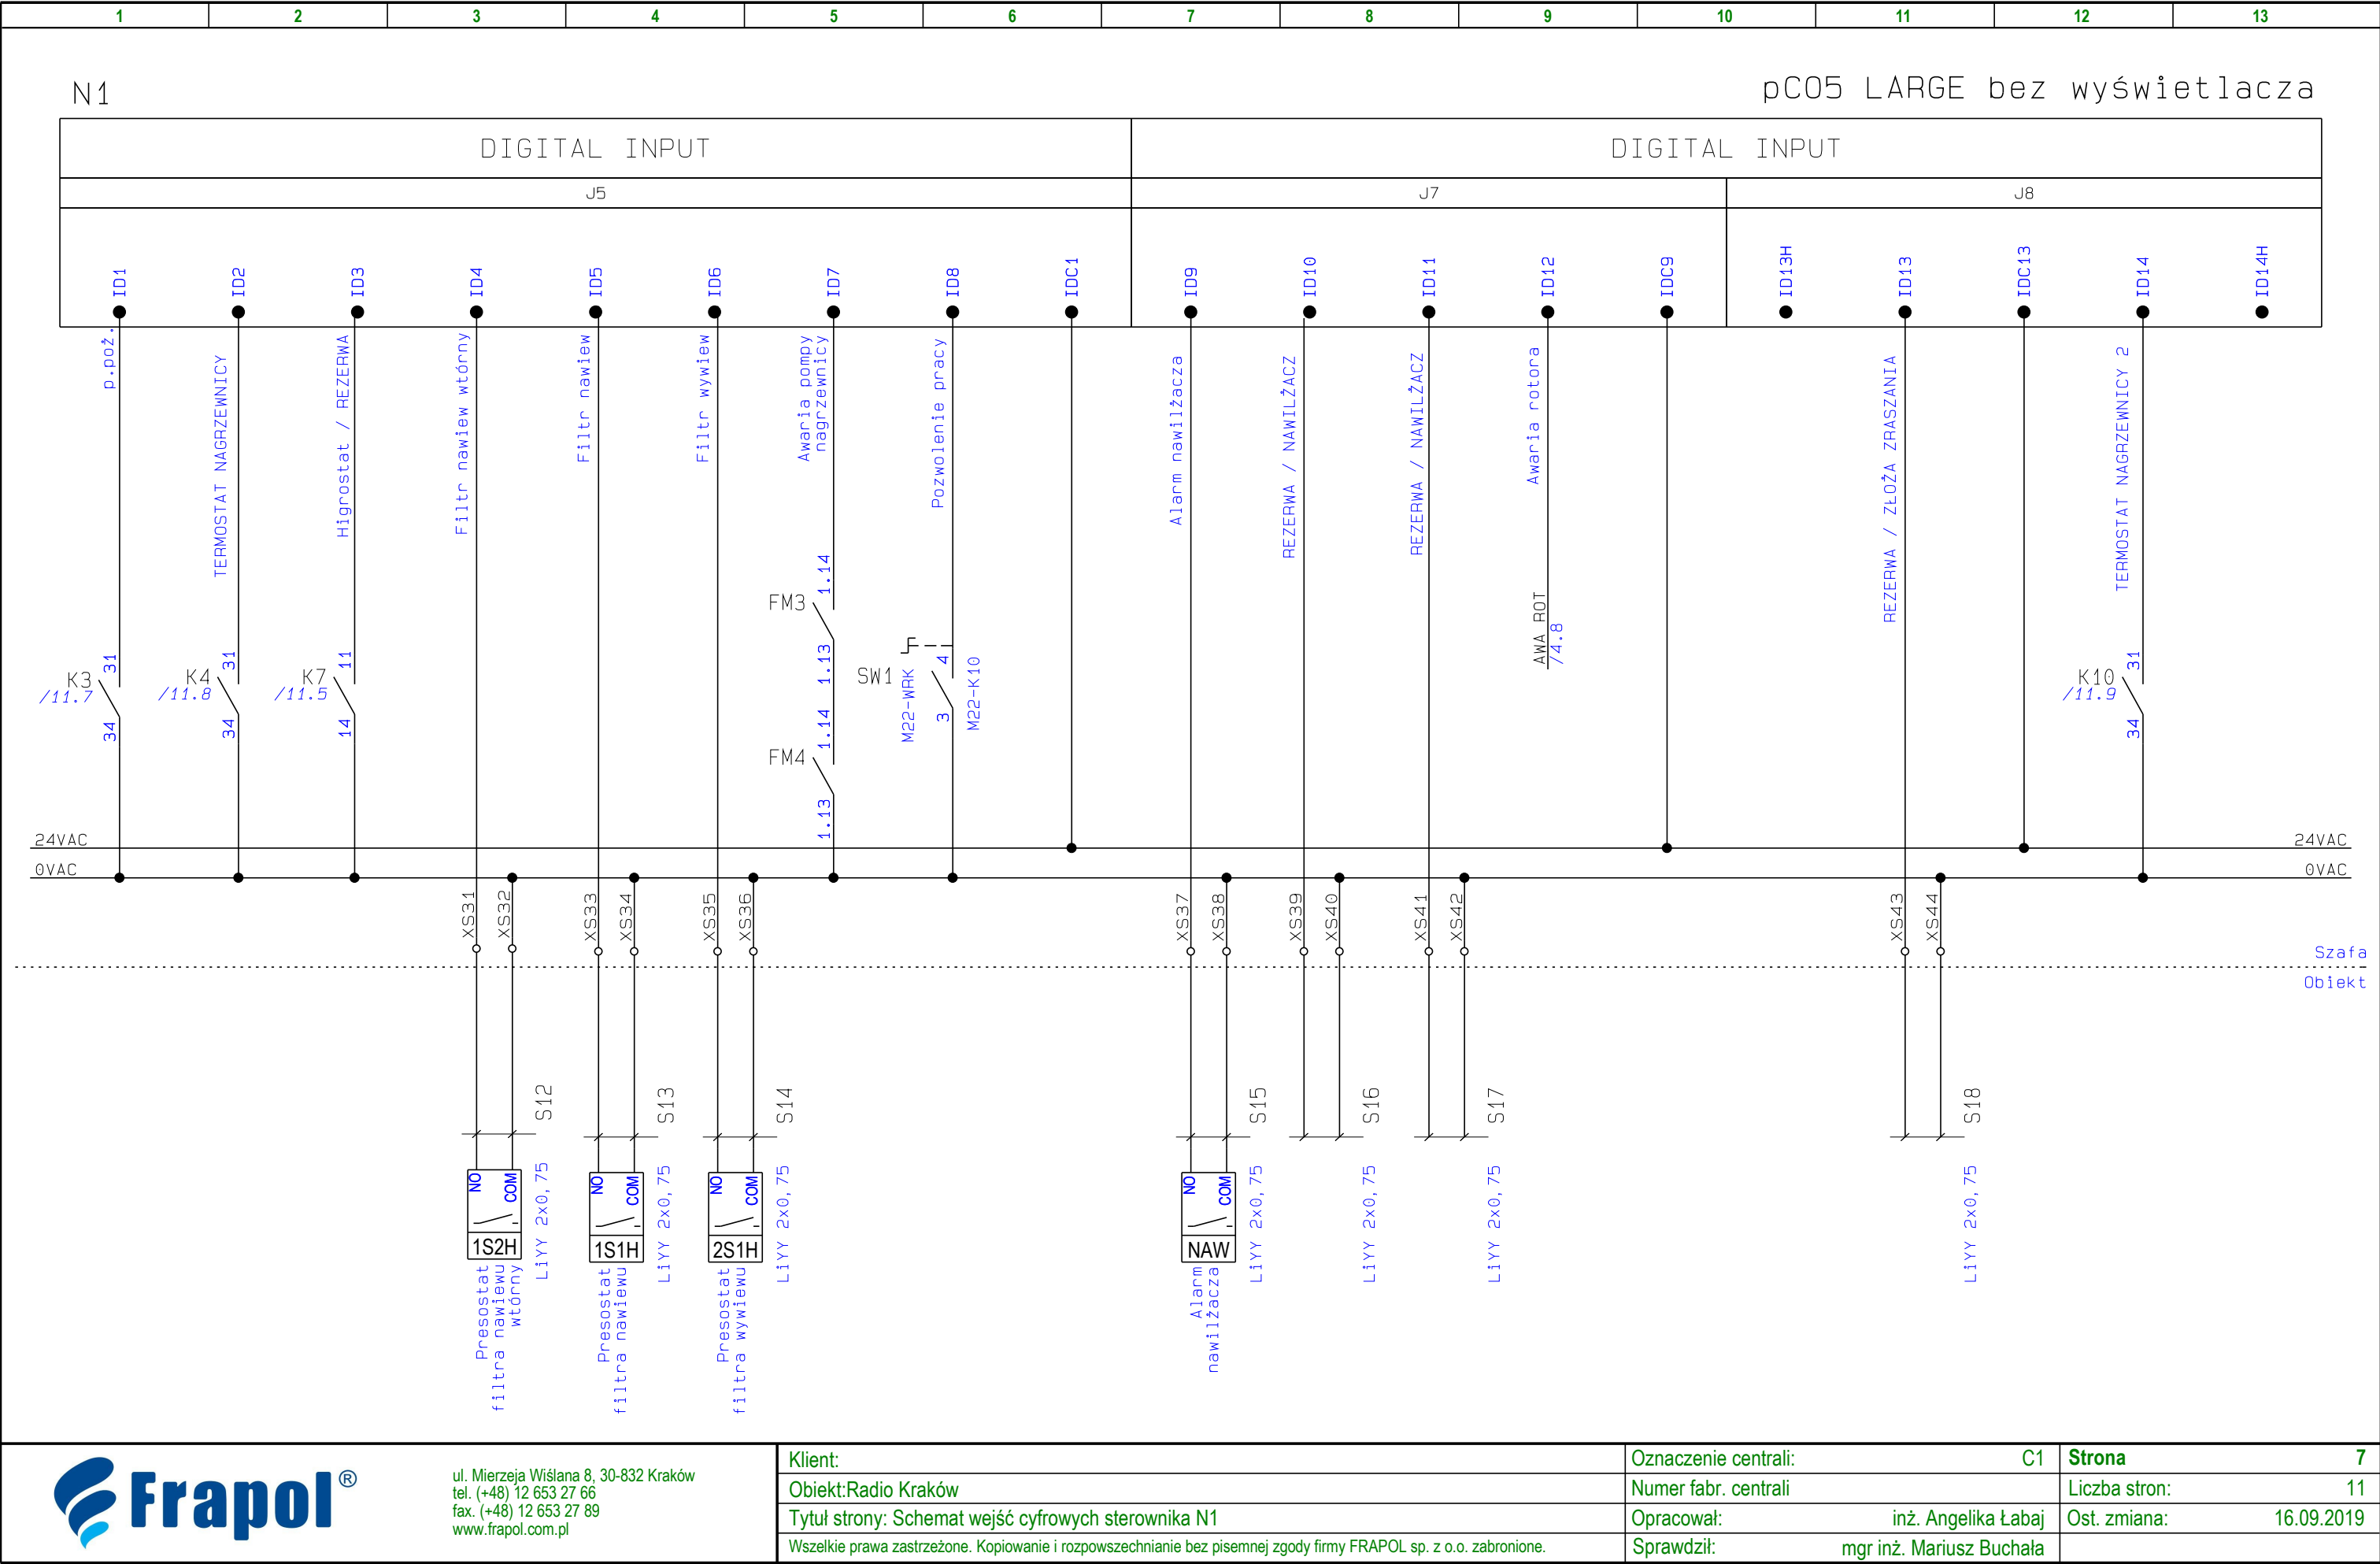 1 2 3 4 5 6 7 8 9 10 11 12 13
N1
pCO5 LARGE bez wyświetlacza
DIGITAL INPUT
DIGITAL INPUT
J5
J7
J8
ID1
ID2
ID3
ID4
ID5
ID6
ID7
ID8
IDC1
ID9
ID10
ID11
ID12
IDC9
ID13H
ID13
IDC13
ID14
ID14H
p.poż.
TERMOSTAT NAGRZEWNICY
Higrostat / REZERWA
Filtr nawiew wtórny
Filtr nawiew
Filtr wywiew
Awaria pompy
nagrzewnicy
Pozwolenie pracy
Alarm nawilżacza
REZERWA / NAWILŻACZ
REZERWA / NAWILŻACZ
Awaria rotora
REZERWA / ZŁOŻA ZRASZANIA
TERMOSTAT NAGRZEWNICY 2
K3
/11.7
31
34
K4
/11.8
31
34
K7
/11.5
11
14
FM3
1.14
1.13
FM4
1.14
1.13
SW1
M22-WRK
4
3
M22-K10
AWA ROT
/4.8
K10
/11.9
31
34
24VAC
24VAC
0VAC
0VAC
XS31
XS32
XS33
XS34
XS35
XS36
XS37
XS38
XS39
XS40
XS41
XS42
XS43
XS44
Szafa
Obiekt
S12
S13
S14
S15
S16
S17
S18
LiYY 2x0,75
LiYY 2x0,75
LiYY 2x0,75
LiYY 2x0,75
LiYY 2x0,75
LiYY 2x0,75
LiYY 2x0,75
NO COM
1S2H
Presostat
filtra nawiewu
wtórny
NO COM
1S1H
Presostat
filtra nawiewu
NO COM
2S1H
Presostat
filtra wywiewu
NO COM
NAW
Alarm
nawilżacza
Frapol®
ul. Mierzeja Wiślana 8, 30-832 Kraków
tel. (+48) 12 653 27 66
fax. (+48) 12 653 27 89
www.frapol.com.pl
Klient:
Obiekt:Radio Kraków
Tytuł strony: Schemat wejść cyfrowych sterownika N1
Wszelkie prawa zastrzeżone. Kopiowanie i rozpowszechnianie bez pisemnej zgody firmy FRAPOL sp. z o.o. zabronione.
Oznaczenie centrali: C1
Numer fabr. centrali
Opracował: inż. Angelika Łabaj
Sprawdził: mgr inż. Mariusz Buchała
Strona 7
Liczba stron: 11
Ost. zmiana: 16.09.2019